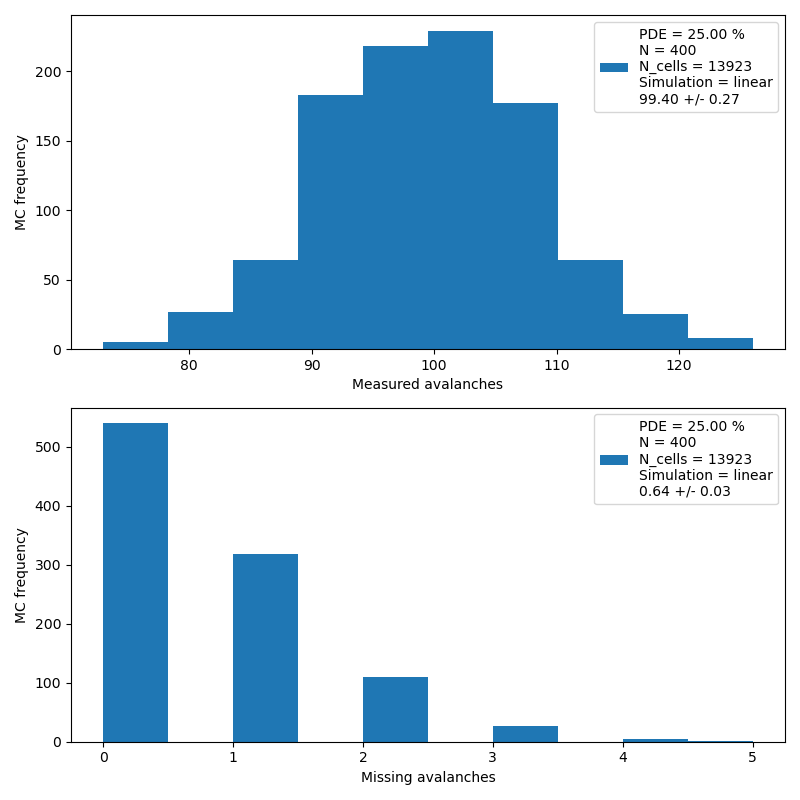 PDE = 25.00 %
N = 400
N_cells = 13923
Simulation = linear
99.40 +/- 0.27
MC frequency
200
150
100
50
0
80 90 100 110 120
Measured avalanches
PDE = 25.00 %
N = 400
N_cells = 13923
Simulation = linear
0.64 +/- 0.03
MC frequency
500
400
300
200
100
0
0 1 2 3 4 5
Missing avalanches